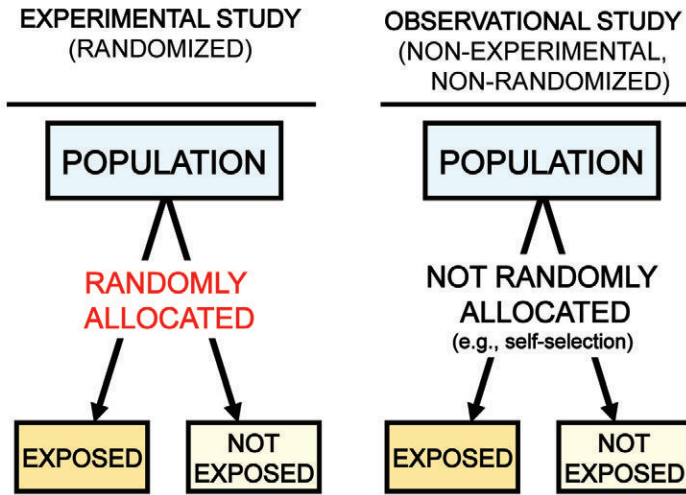 EXPERIMENTAL STUDY
(RANDOMIZED)
POPULATION
RANDOMLY
ALLOCATED
EXPOSED
NOT
EXPOSED
OBSERVATIONAL STUDY
(NON-EXPERIMENTAL,
NON-RANDOMIZED)
POPULATION
NOT RANDOMLY
ALLOCATED
(e.g., self-selection)
EXPOSED
NOT
EXPOSED